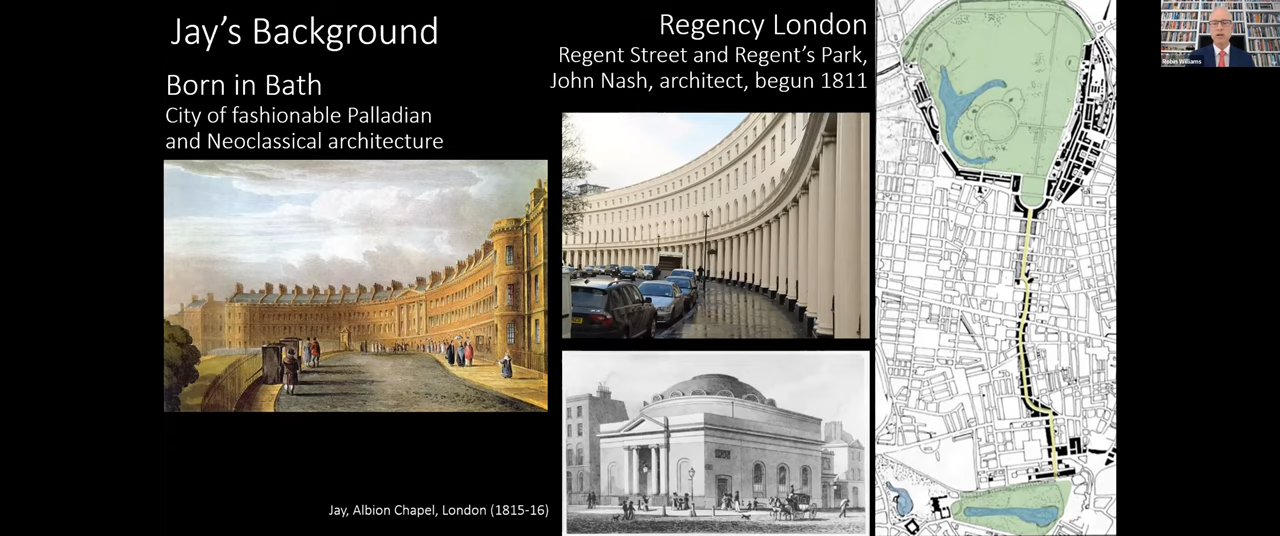 Jay's Background
Born in Bath
City of fashionable Palladian
and Neoclassical architecture
Regency London
Regent Street and Regent's Park,
John Nash, architect, begun 1811
Jay, Albion Chapel, London (1815-16)
Robin Williams